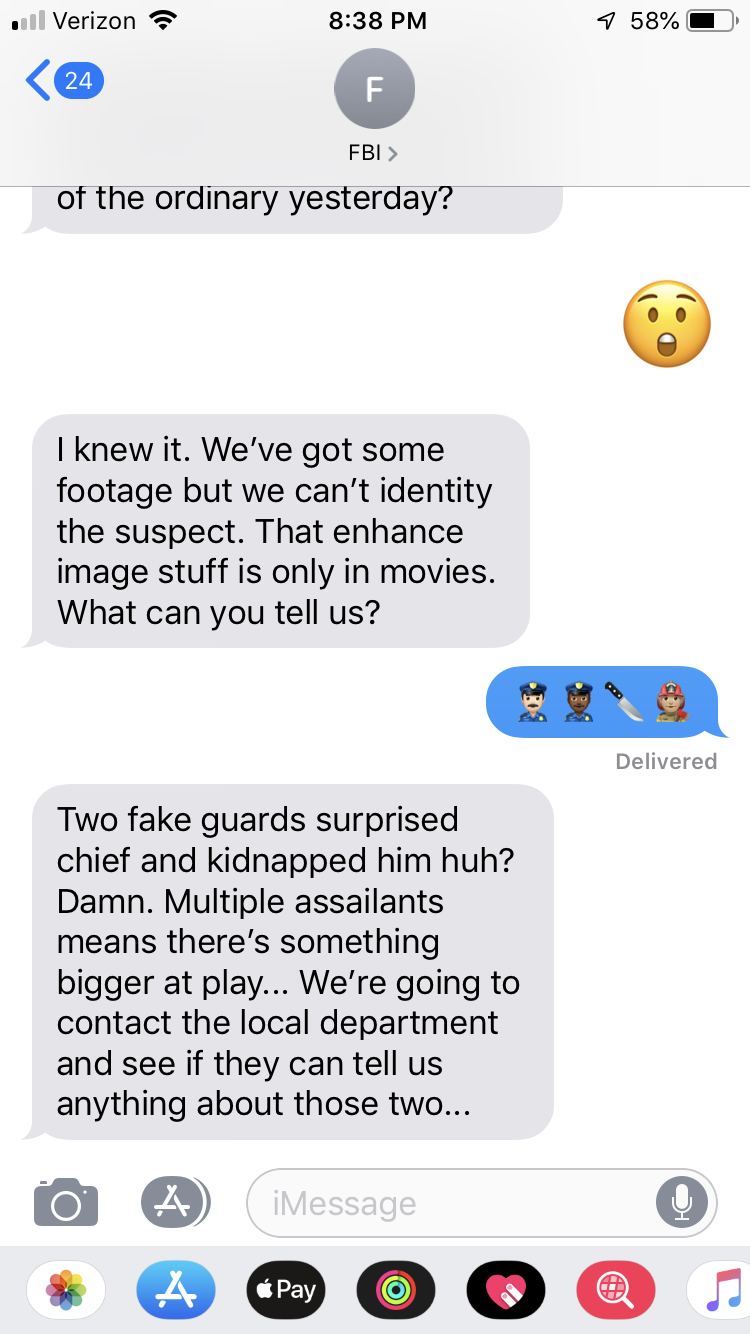 Verizon 8:38 PM 58%
24
F
FBI
of the ordinary yesterday?
I knew it. We've got some
footage but we can't identity
the suspect. That enhance
image stuff is only in movies.
What can you tell us?
Delivered
Two fake guards surprised
chief and kidnapped him huh?
Damn. Multiple assailants
means there's something
bigger at play... We're going to
contact the local department
and see if they can tell us
anything about those two...
iMessage
Pay